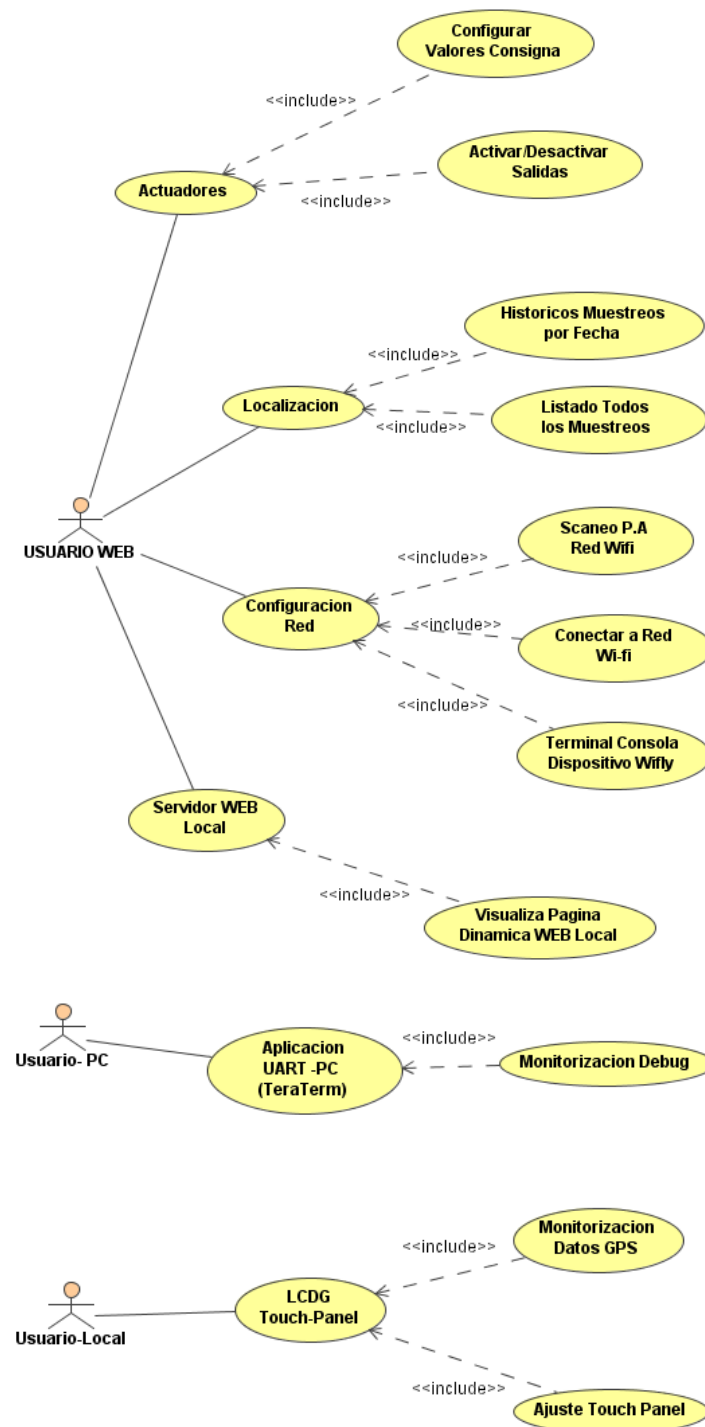 Configurar
Valores Consigna
<<include>>
Activar/Desactivar
Salidas
<<include>>
Actuadores
Historicos Muestreos
por Fecha
<<include>>
Localizacion
Listado Todos
los Muestreos
<<include>>
USUARIO WEB
Scaneo P.A
Red Wifi
<<include>>
Configuracion
Red
<<include>>
Conectar a Red
Wi-fi
<<include>>
Terminal Consola
Dispositivo Wifly
Servidor WEB
Local
<<include>>
Visualiza Pagina
Dinamica WEB Local
Usuario- PC
Aplicacion
UART -PC
(TeraTerm)
<<include>>
Monitorizacion Debug
Monitorizacion
Datos GPS
<<include>>
LCDG
Touch-Panel
Usuario-Local
<<include>>
Ajuste Touch Panel